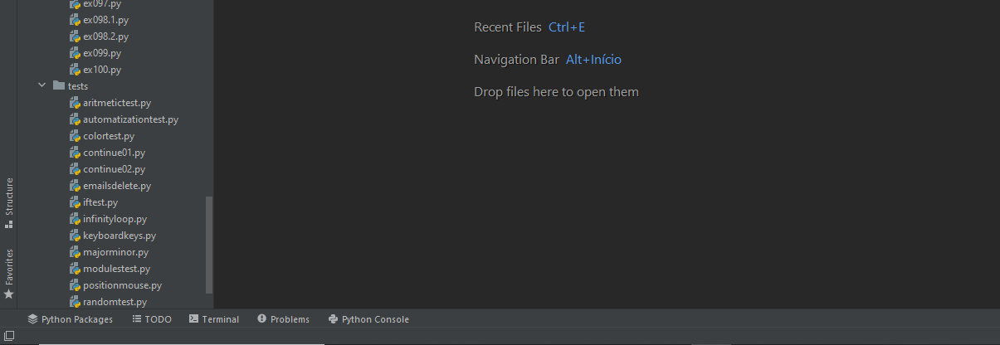 ex097.py
ex098.1.py
ex098.2.py
ex099.py
ex100.py
tests
aritmetictest.py
automatizationtest.py
colortest.py
continue01.py
continue02.py
emailsdelete.py
iftest.py
infinityloop.py
keyboardkeys.py
majorminor.py
modulestest.py
positionmouse.py
randomtest.py
Recent Files Ctrl+E
Navigation Bar Alt+Início
Drop files here to open them
Structure
Favorites
Python Packages TODO Terminal Problems Python Console